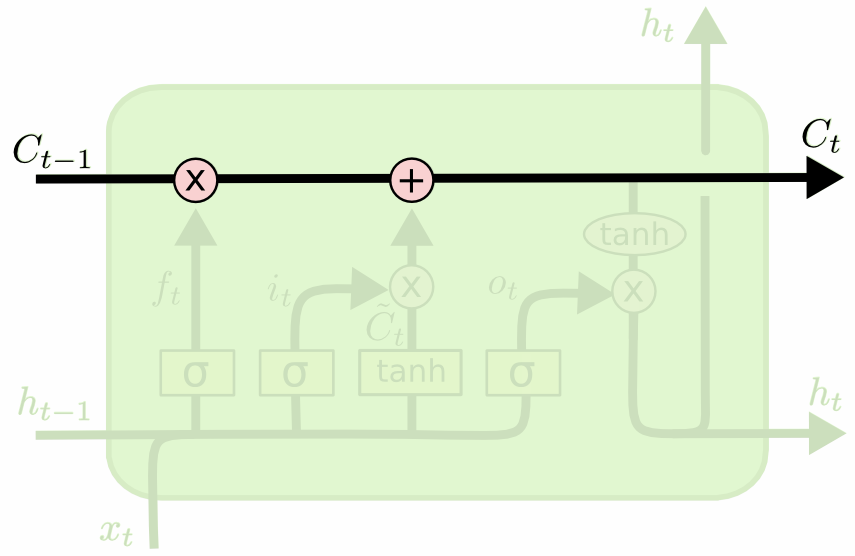 h_t
C_{t-1}
C_t
x
+
tanh
f_t
i_t
x
o_t
x
\tilde{C}_t
σ
σ
tanh
σ
h_{t-1}
h_t
x_t